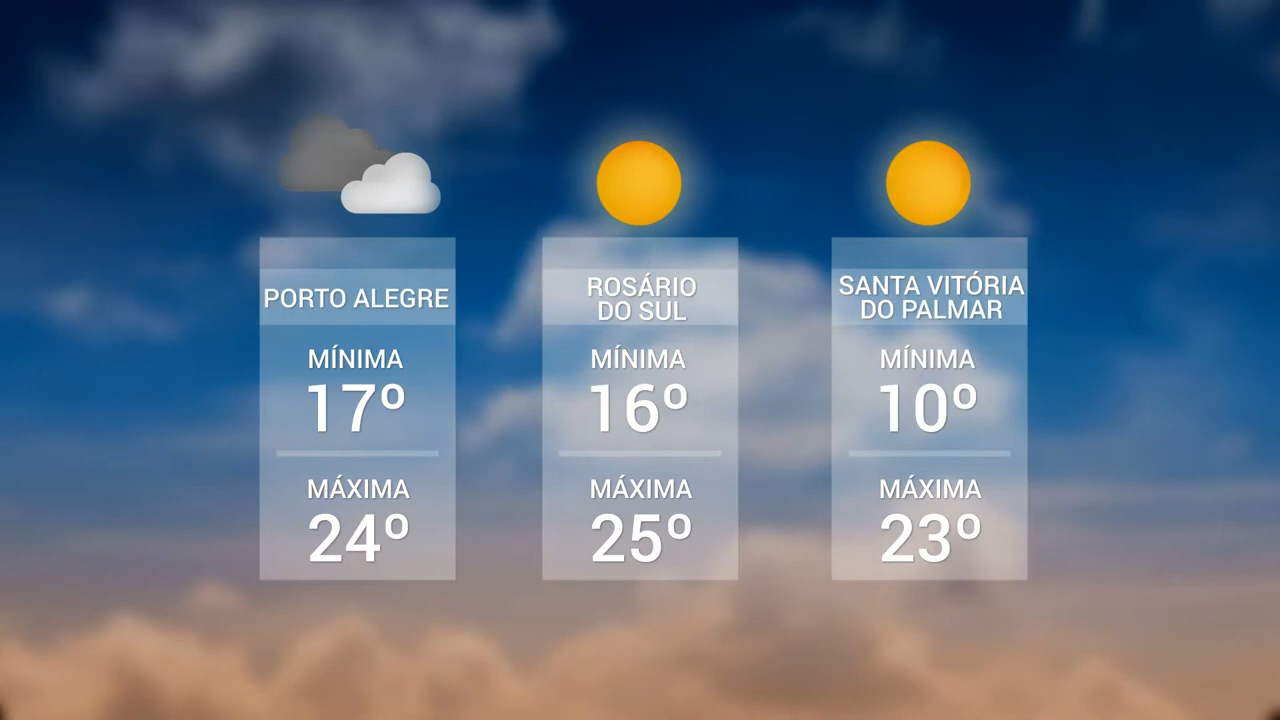 PORTO ALEGRE
MÍNIMA
17º
MÁXIMA
24º
ROSÁRIO
DO SUL
MÍNIMA
16º
MÁXIMA
25º
SANTA VITÓRIA
DO PALMAR
MÍNIMA
10º
MÁXIMA
23º